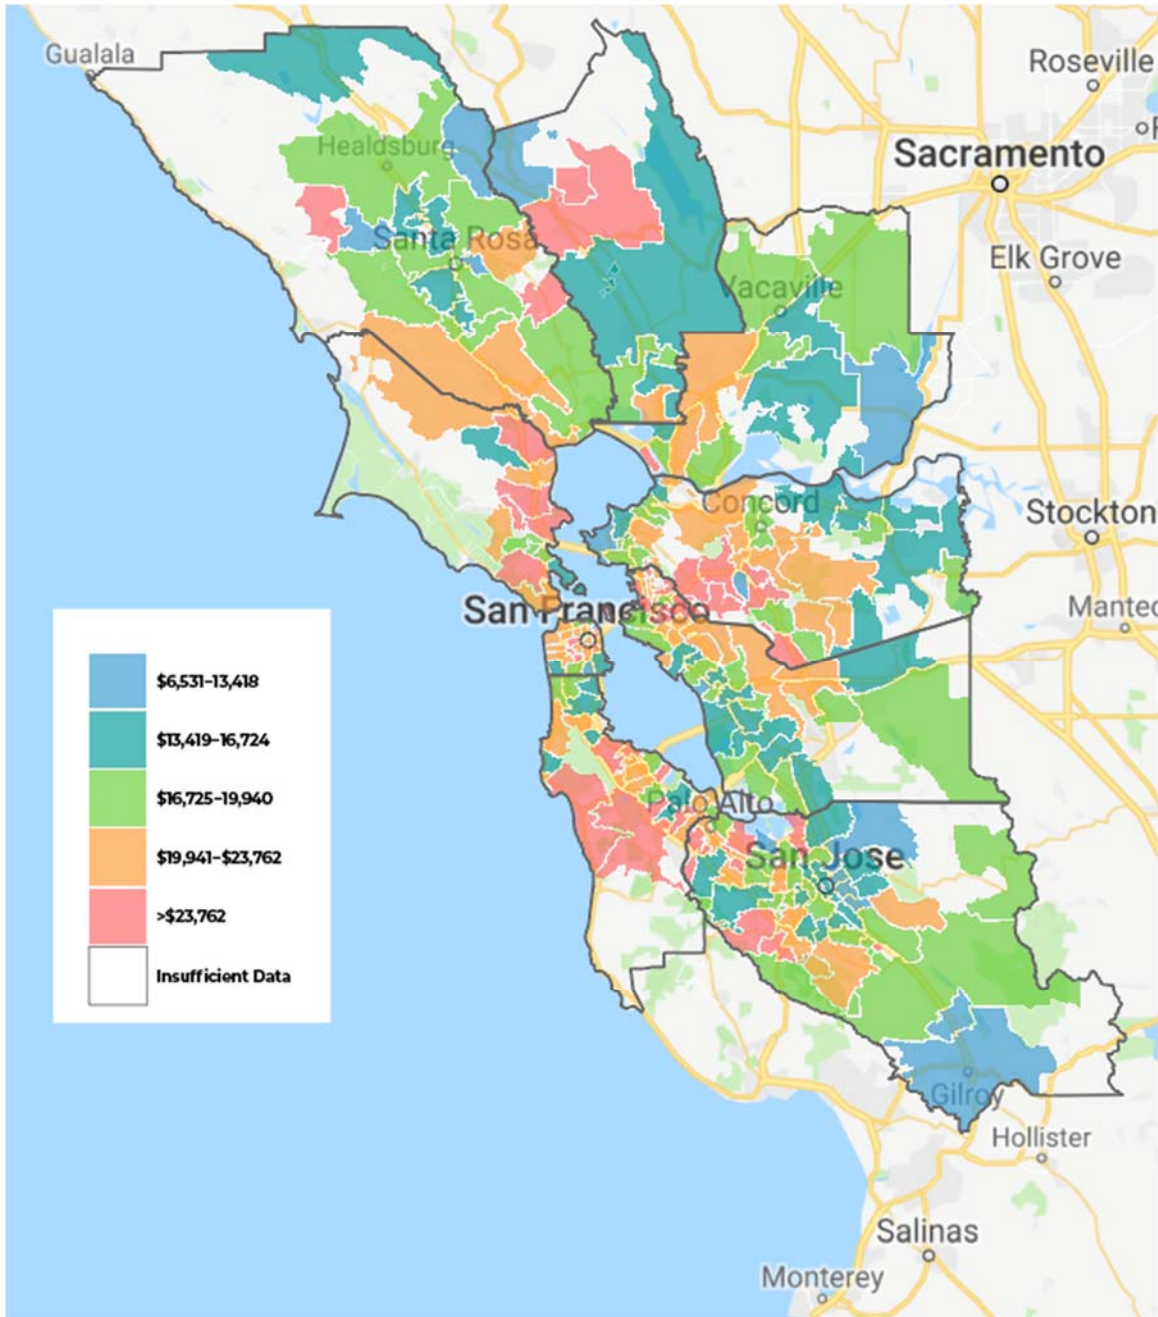 Gualala
Roseville
Healdsburg
Sacramento
Santa Rosa
Elk Grove
Vacaville
Concord
Stockton
San Francisco
Mantec
$6,531-13,418
$13,419-16,724
$16,725-19,940
$19,941-$23,762
>$23,762
Insufficient Data
Palo Alto
San Jose
Gilroy
Hollister
Salinas
Monterey